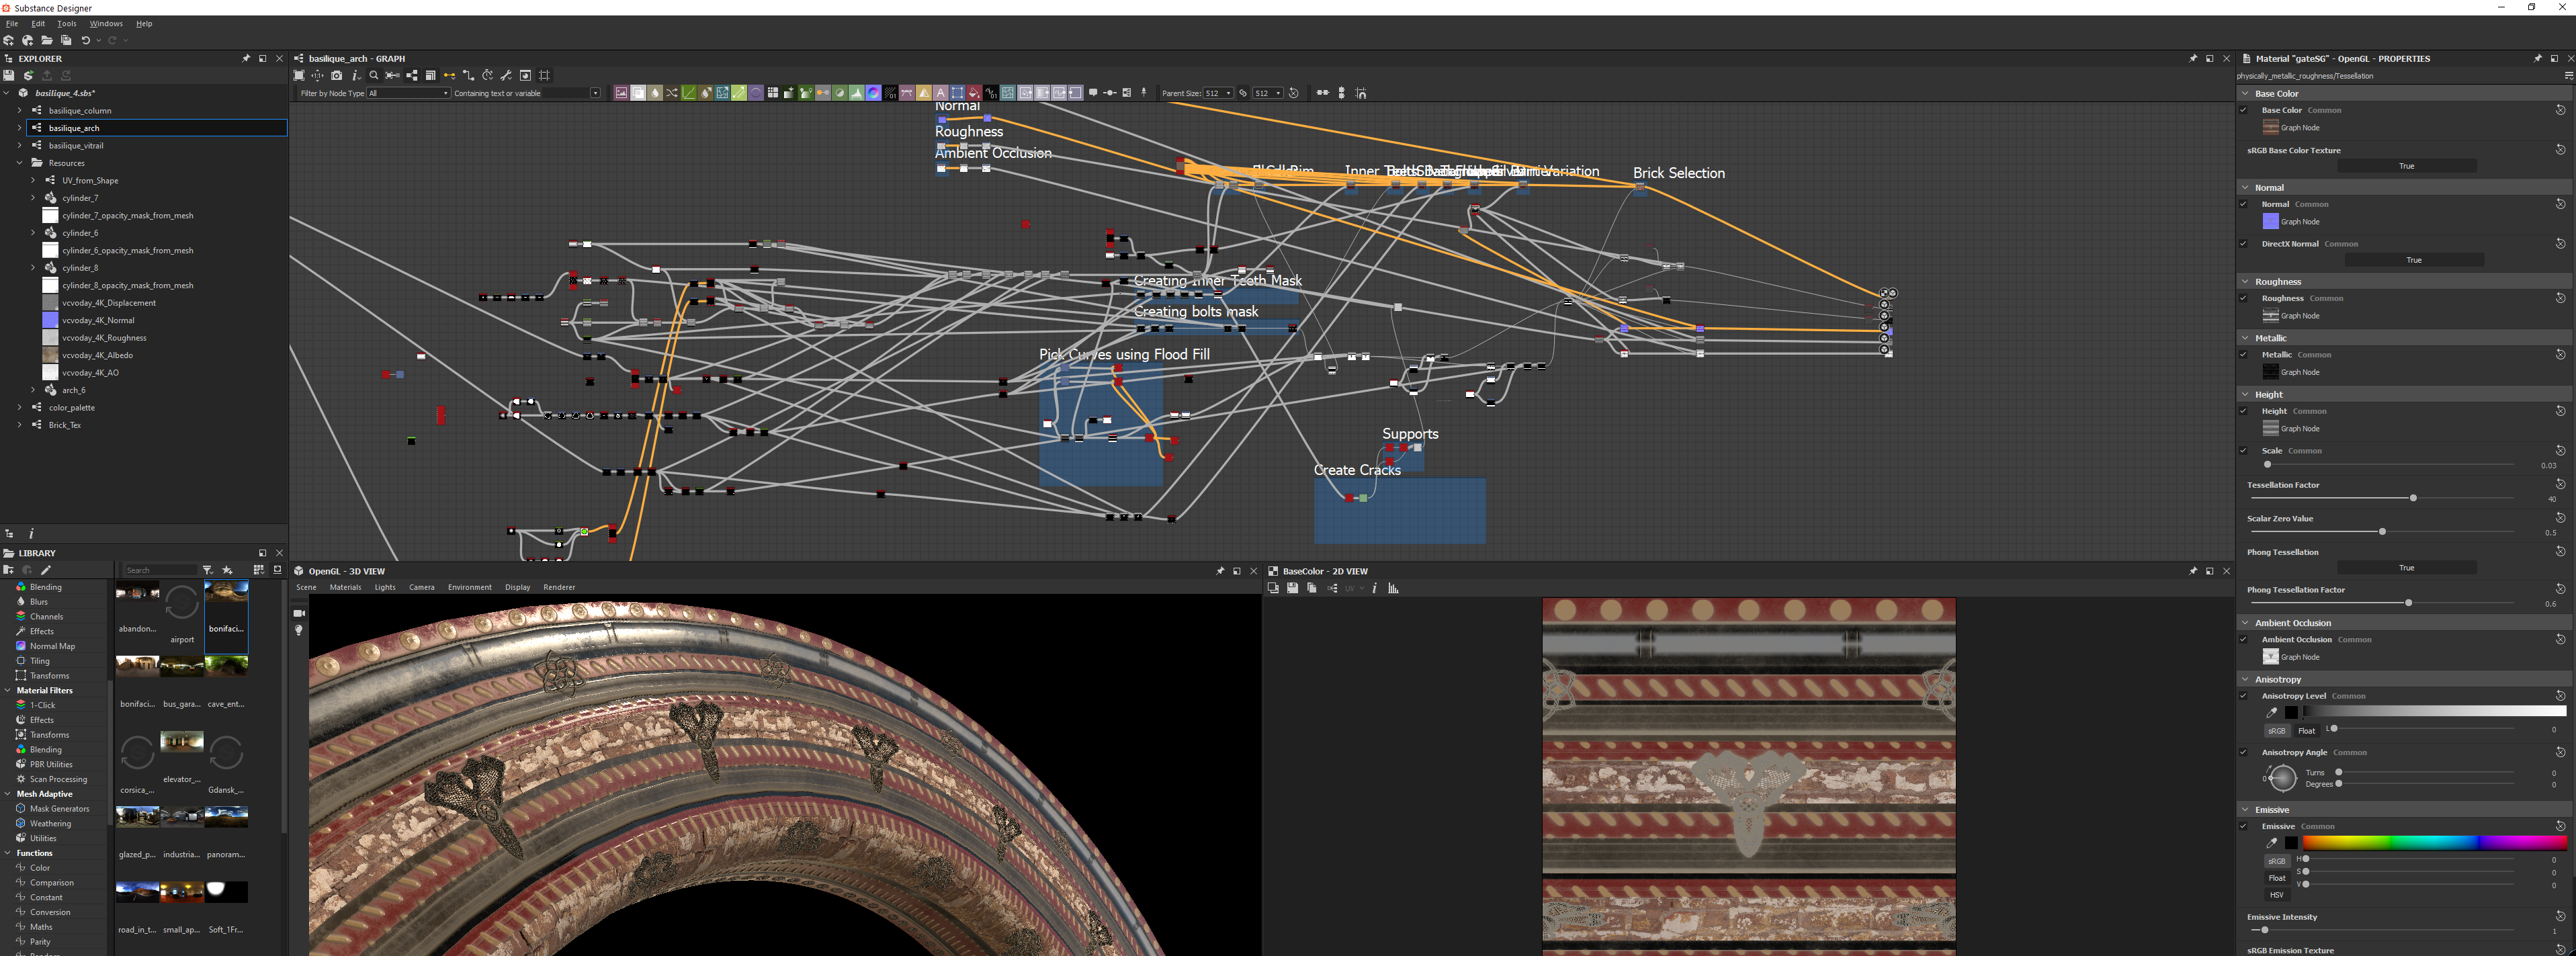 Substance Designer
File Edit Tools Windows Help
EXPLORER
basilique_4.sbs*
basilique_column
basilique_arch
basilique_vitrail
Resources
UV_from_Shape
cylinder_7
cylinder_7_opacity_mask_from_mesh
cylinder_6
cylinder_6_opacity_mask_from_mesh
cylinder_8
cylinder_8_opacity_mask_from_mesh
vcvoday_4K_Displacement
vcvoday_4K_Normal
vcvoday_4K_Roughness
vcvoday_4K_Albedo
vcvoday_4K_AO
arch_6
color_palette
Brick_Tex
LIBRARY
Search
Blending
Blurs
Channels
Effects
Normal Map
Tiling
Transforms
Material Filters
1-Click
Effects
Transforms
Blending
PBR Utilities
Scan Processing
Mesh Adaptive
Mask Generators
Weathering
Utilities
Functions
Color
Comparison
Constant
Conversion
Maths
Parity
abandon... airport bonifaci...
bonifaci... bus_gara... cave_ent...
corsica_... elevator_... Gdansk_...
glazed_p... industria... panoram...
road_in_t... small_ap... Soft_1Fr...
basilique_arch - GRAPH
Filter by Node Type All Containing text or variable
Parent Size: 512 512
Normal
Roughness
Ambient Occlusion
Inner
Variation
Brick Selection
Creating Inner Teeth Mask
Creating bolts mask
Pick Curves using Flood Fill
Supports
Create Cracks
OpenGL - 3D VIEW
Scene Materials Lights Camera Environment Display Renderer
BaseColor - 2D VIEW
UV
Material "gateSG" - OpenGL - PROPERTIES
physically_metallic_roughness/Tessellation
Base Color
Base Color Common
Graph Node
sRGB Base Color Texture
True
Normal
Normal Common
Graph Node
DirectX Normal Common
True
Roughness
Roughness Common
Graph Node
Metallic
Metallic Common
Graph Node
Height
Height Common
Graph Node
Scale Common
0.03
Tessellation Factor
40
Scalar Zero Value
0.5
Phong Tessellation
True
Phong Tessellation Factor
0.6
Ambient Occlusion
Ambient Occlusion Common
Graph Node
Anisotropy
Anisotropy Level Common
sRGB Float L 0
Anisotropy Angle Common
0 Turns 0
Degrees 0
Emissive
Emissive Common
sRGB H 0
Float S 0
V 0
HSV
Emissive Intensity
1
sRGB Emission Texture